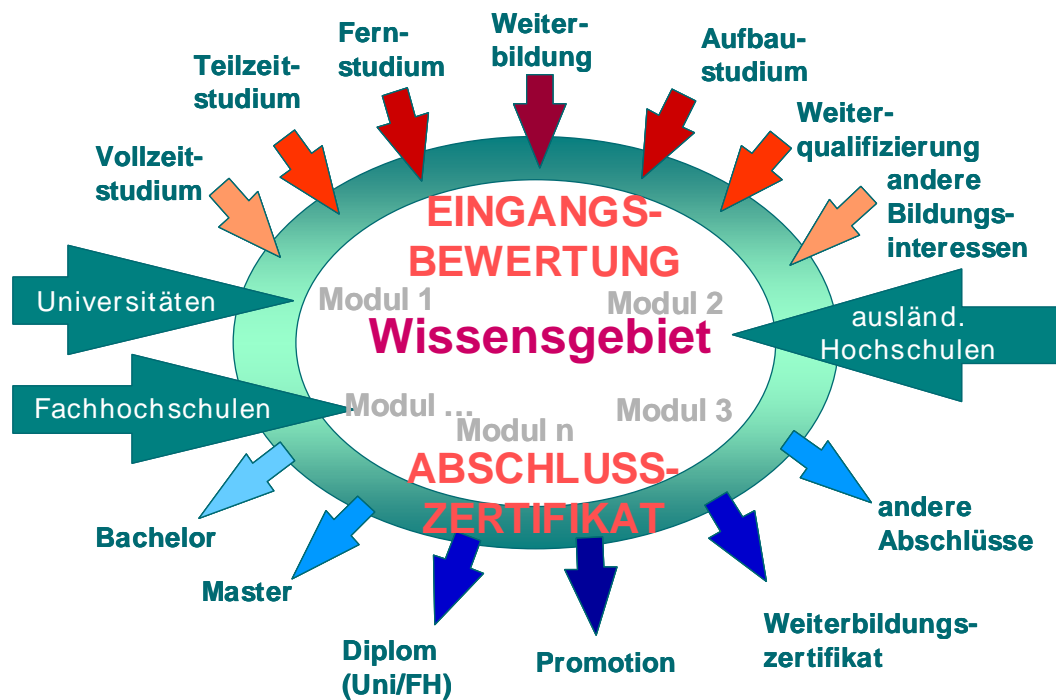 Weiter-
bildung
Fern-
studium
Aufbau-
studium
Teilzeit-
studium
Weiter-
qualifizierung
Vollzeit-
studium
andere
Bildungs-
interessen
EINGANGS-
BEWERTUNG
Modul 1
Modul 2
Universitäten
Wissensgebiet
ausländ.
Hochschulen
Fachhochschulen
Modul ...
Modul 3
Modul n
ABSCHLUSS-
ZERTIFIKAT
Bachelor
andere
Abschlüsse
Master
Diplom
(Uni/FH)
Promotion
Weiterbildungs-
zertifikat